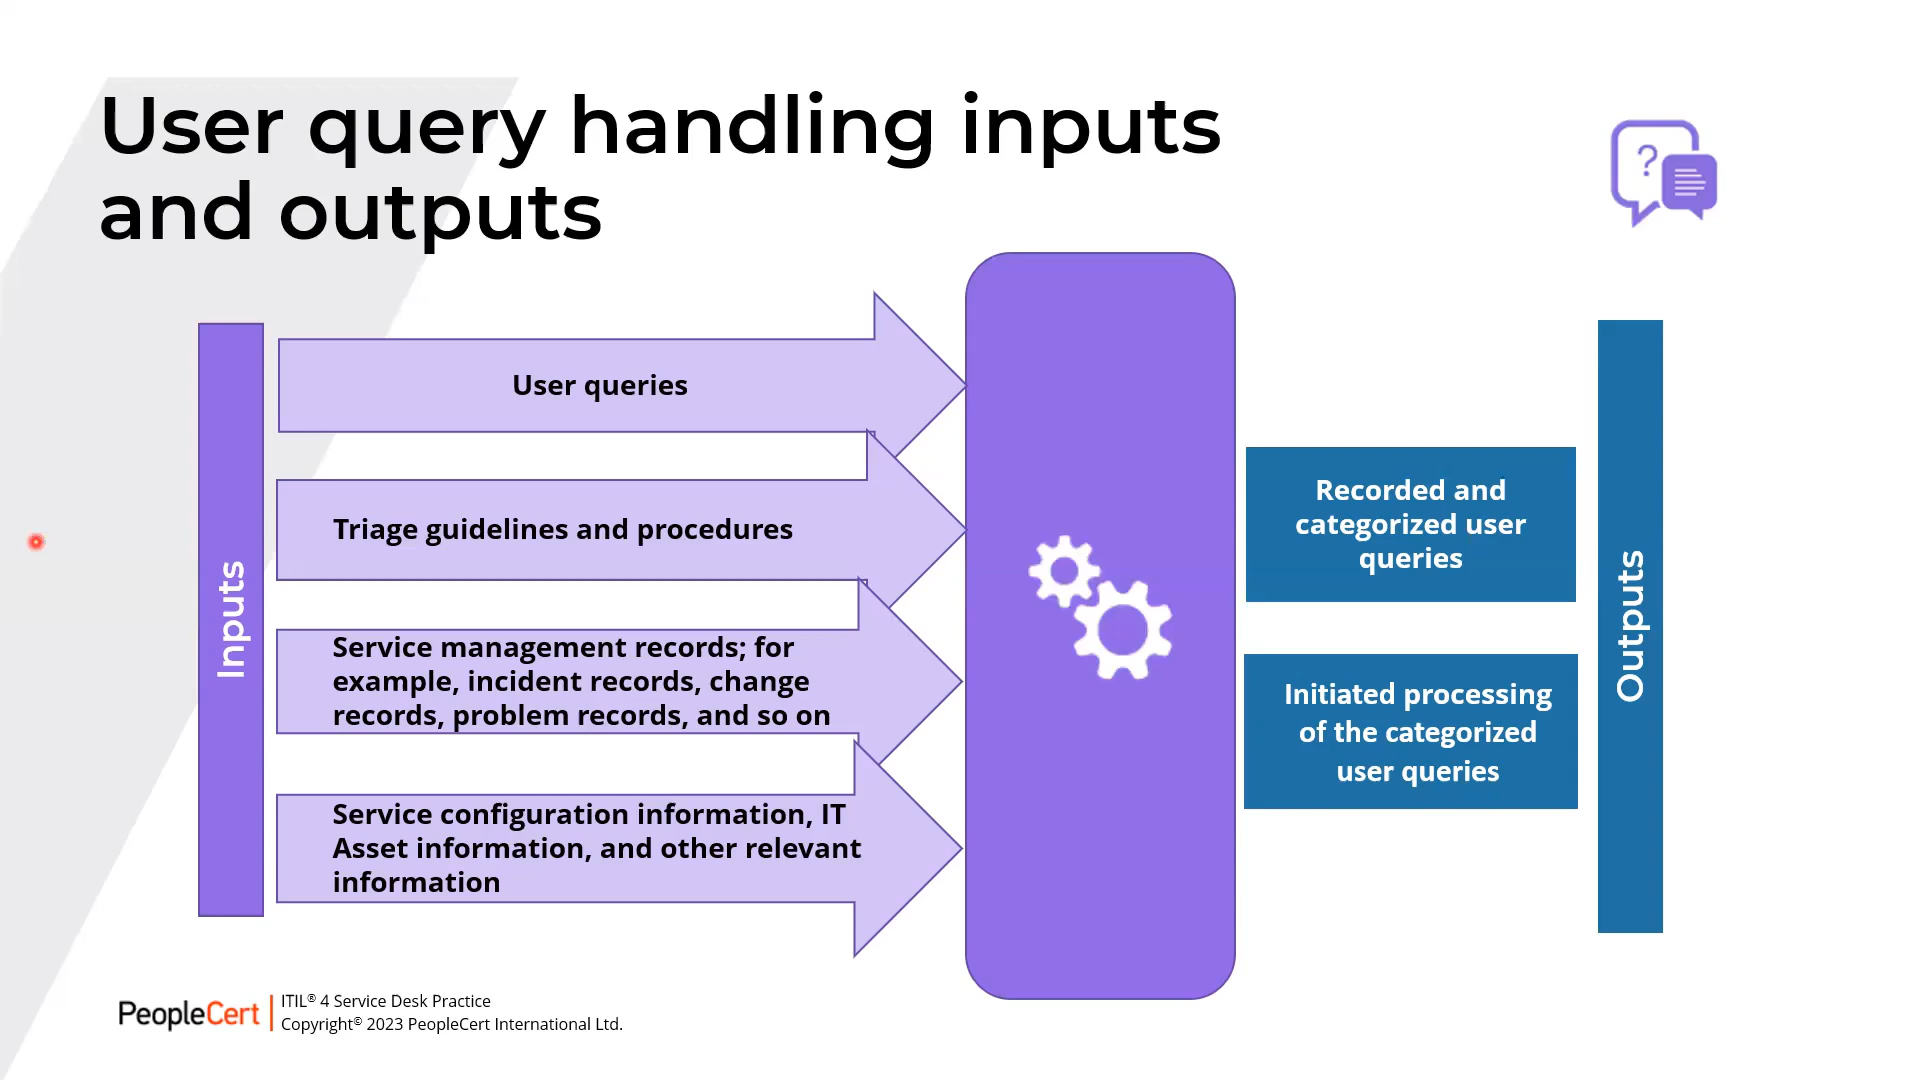 User query handling inputs
and outputs
?
Inputs
User queries
Triage guidelines and procedures
Service management records; for
example, incident records, change
records, problem records, and so on
Service configuration information, IT
Asset information, and other relevant
information
Recorded and
categorized user
queries
Initiated processing
of the categorized
user queries
Outputs
PeopleCert
ITIL® 4 Service Desk Practice
Copyright© 2023 PeopleCert International Ltd.